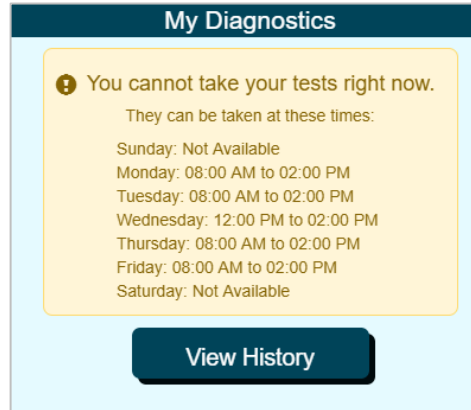 My Diagnostics
You cannot take your tests right now.
They can be taken at these times:
Sunday: Not Available
Monday: 08:00 AM to 02:00 PM
Tuesday: 08:00 AM to 02:00 PM
Wednesday: 12:00 PM to 02:00 PM
Thursday: 08:00 AM to 02:00 PM
Friday: 08:00 AM to 02:00 PM
Saturday: Not Available
View History